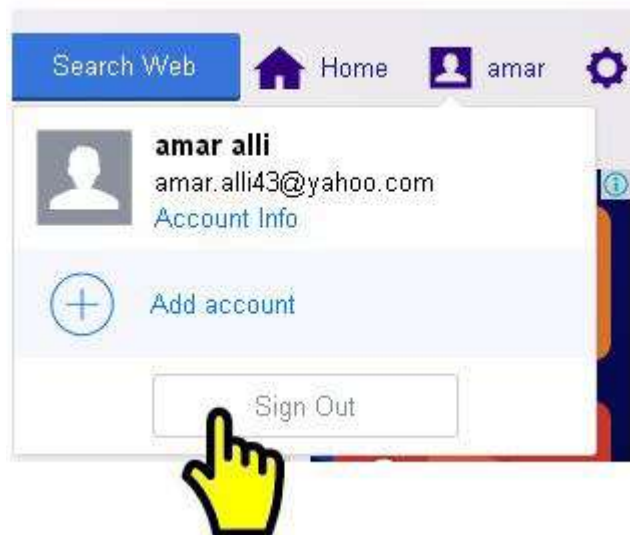 Search Web Home amar
amar alli
amar.alli43@yahoo.com
Account Info
Add account
Sign Out